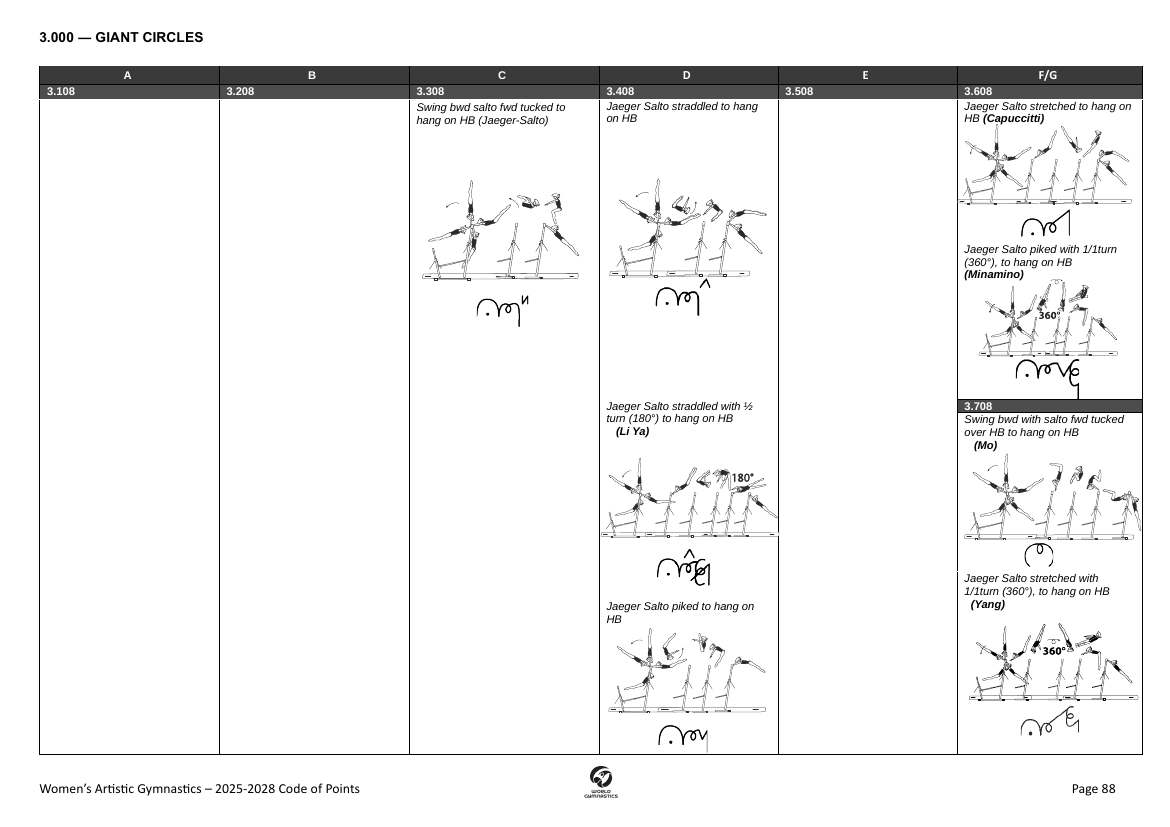 3.000 — GIANT CIRCLES
A B C D E F/G
3.108 3.208 3.308 3.408 3.508 3.608
Swing bwd salto fwd tucked to
hang on HB (Jaeger-Salto)
Jaeger Salto straddled to hang
on HB
Jaeger Salto straddled with ½
turn (180°) to hang on HB
(Li Ya)
180°
Jaeger Salto piked to hang on
HB
Jaeger Salto stretched to hang on
HB (Capuccitti)
Jaeger Salto piked with 1/1turn
(360°), to hang on HB
(Minamino)
360°
3.708
Swing bwd with salto fwd tucked
over HB to hang on HB
(Mo)
Jaeger Salto stretched with
1/1turn (360°), to hang on HB
(Yang)
360°
Women's Artistic Gymnastics – 2025-2028 Code of Points
WORLD
GYMNASTICS
Page 88